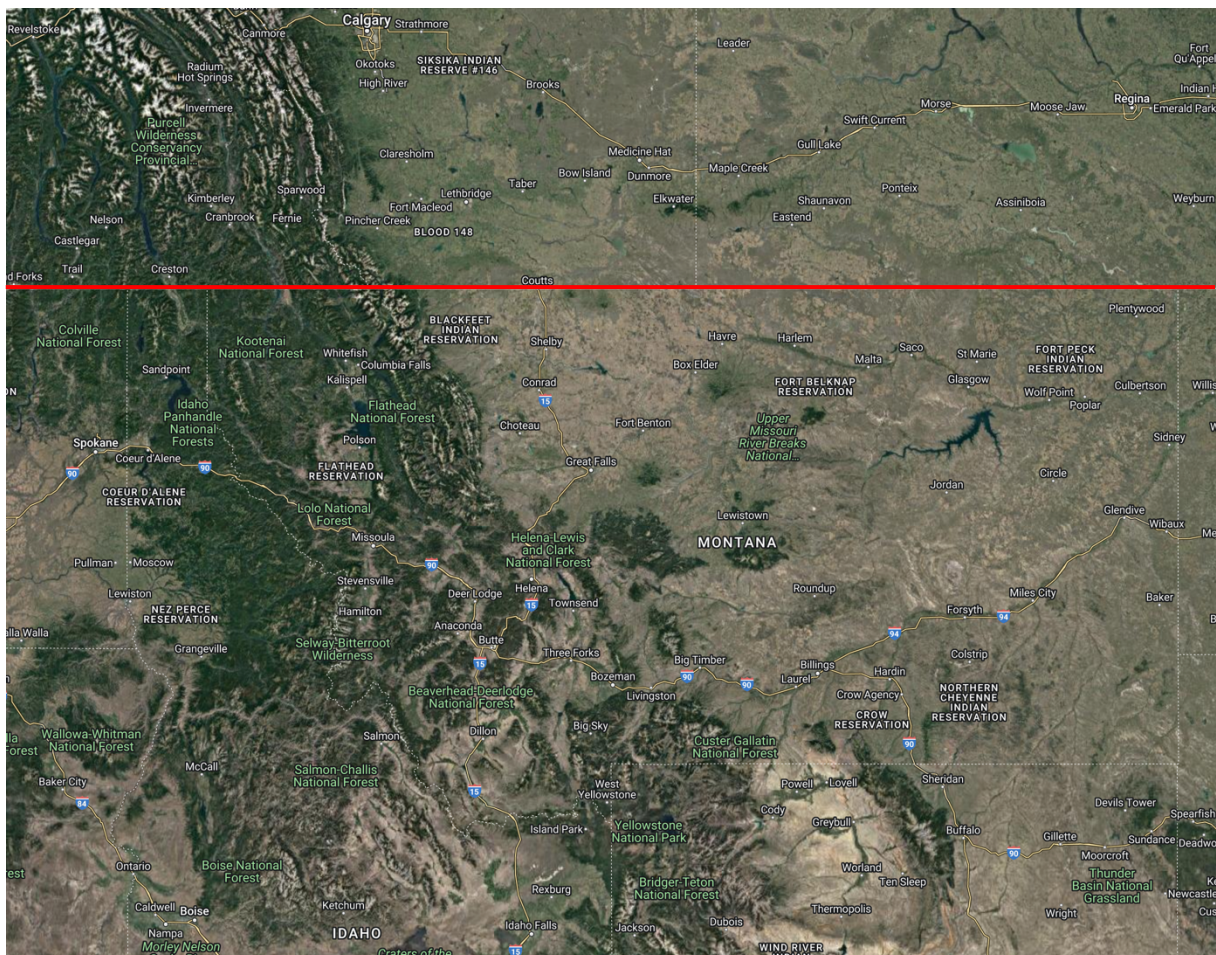 Revelstoke
Canmore
Calgary
Strathmore
Leader
Fort
Qu'Appel
Radium
Hot Springs
Okotoks
SIKSIKA INDIAN
RESERVE #146
High River
Brooks
Invermere
Morse
Moose Jaw
Regina
Indian H
Emerald Park
Purcell
Wilderness
Conservancy
Provincial...
Swift Current
Gull Lake
Claresholm
Medicine Hat
Dunmore
Maple Creek
Bow Island
Taber
Sparwood
Kimberley
Lethbridge
Fort Macleod
Elkwater
Shaunavon
Ponteix
Assiniboia
Weyburn
Nelson
Cranbrook
Fernie
Pincher Creek
BLOOD 148
Eastend
Castlegar
Trail
Creston
d Forks
Coutts
Plentywood
Colville
National Forest
Kootenai
National Forest
BLACKFEET
INDIAN
RESERVATION
Shelby
Havre
Harlem
Saco
St Marie
Malta
FORT PECK
INDIAN
RESERVATION
Whitefish
Columbia Falls
Kalispell
Sandpoint
Box Elder
Conrad
FORT BELKNAP
RESERVATION
Glasgow
Wolf Point
Poplar
Culbertson
Willis
ON
15
Idaho
Panhandle
National
Forests
Flathead
National Forest
Choteau
Fort Benton
Upper
Missouri
River Breaks
National...
Polson
Sidney
W
Spokane
Coeur d'Alene
90
90
FLATHEAD
RESERVATION
Great Falls
Circle
Jordan
COEUR D'ALENE
RESERVATION
Lolo National
Forest
Lewistown
Glendive
Wibaux
Me
Missoula
Helena-Lewis
and Clark
National Forest
MONTANA
Pullman
Moscow
90
Stevensville
Helena
Lewiston
Deer Lodge
15
Townsend
Roundup
Miles City
Forsyth
94
Baker
NEZ PERCE
RESERVATION
Hamilton
B
alla Walla
Anaconda
Butte
94
Grangeville
Selway-Bitterroot
Wilderness
15
Three Forks
Big Timber
90
90
Billings
Laurel
Hardin
Colstrip
Bozeman
Livingston
Crow Agency
NORTHERN
CHEYENNE
INDIAN
RESERVATION
n
Beaverhead-Deerlodge
National Forest
CROW
RESERVATION
Big Sky
Dillon
90
lla
Forest
Wallowa-Whitman
National Forest
Salmon
Custer Gallatin
National Forest
McCall
Salmon-Challis
National Forest
Baker City
84
15
West
Yellowstone
Powell
Lovell
Sheridan
Cody
Greybull
Devils Tower
Spearfish
Island Park
Yellowstone
National Park
Buffalo
Gillette
Sundance
Deadwo
90
Moorcroft
Ontario
Boise National
Forest
Worland
Ten Sleep
Thunder
Basin National
Grassland
rest
Rexburg
Bridger-Teton
National Forest
Newcastle
Ke
Caldwell
Boise
Ketchum
Thermopolis
Wright
Cus
Nampa
IDAHO
Idaho Falls
Jackson
Dubois
Morley Nelson
Craters of the
15
WIND RIVER